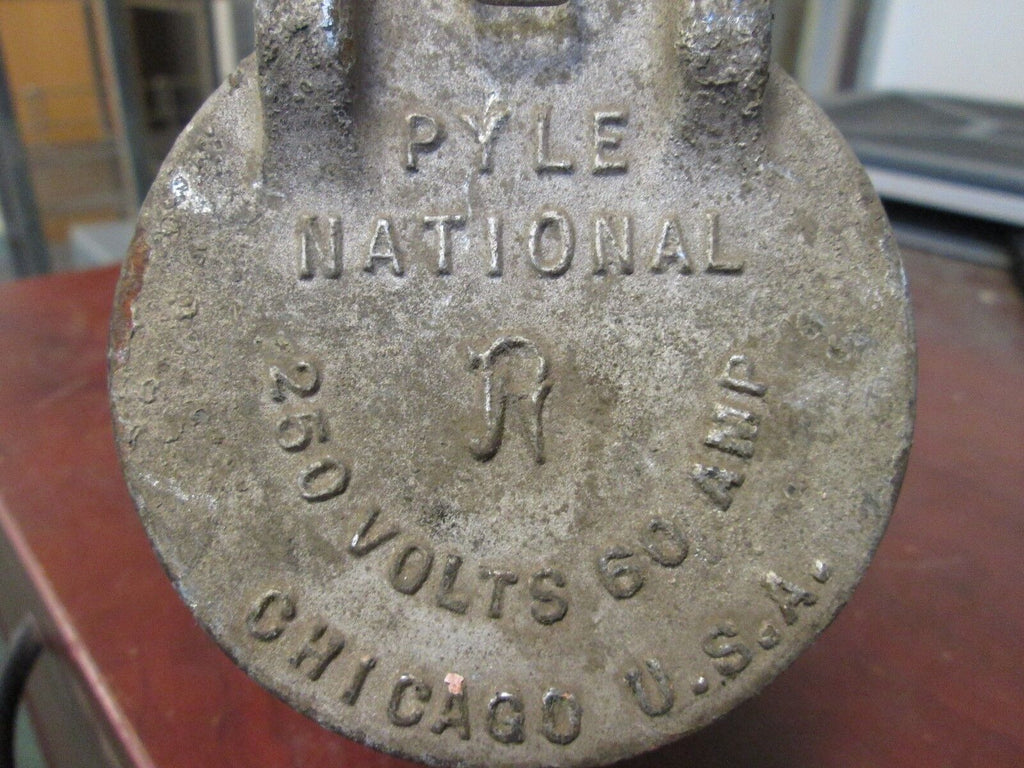 PYLE
NATIONAL
R
250 VOLTS 60 AMP
CHICAGO U.S.A.